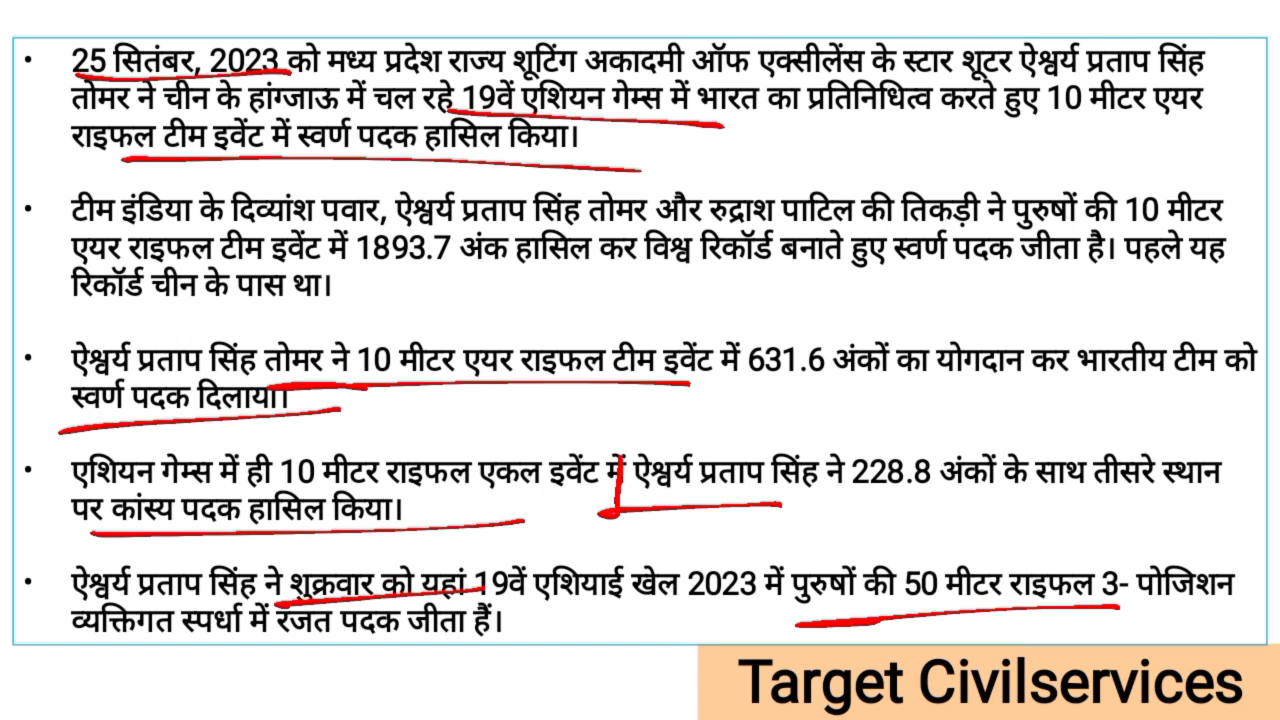 • 25 सितंबर, 2023 को मध्य प्रदेश राज्य शूटिंग अकादमी ऑफ एक्सीलेंस के स्टार शूटर ऐश्वर्य प्रताप सिंह
तोमर ने चीन के हांग्जाऊ में चल रहे 19वें एशियन गेम्स में भारत का प्रतिनिधित्व करते हुए 10 मीटर एयर
राइफल टीम इवेंट में स्वर्ण पदक हासिल किया।
• टीम इंडिया के दिव्यांश पवार, ऐश्वर्य प्रताप सिंह तोमर और रुद्राश पाटिल की तिकड़ी ने पुरुषों की 10 मीटर
एयर राइफल टीम इवेंट में 1893.7 अंक हासिल कर विश्व रिकॉर्ड बनाते हुए स्वर्ण पदक जीता है। पहले यह
रिकॉर्ड चीन के पास था।
• ऐश्वर्य प्रताप सिंह तोमर ने 10 मीटर एयर राइफल टीम इवेंट में 631.6 अंकों का योगदान कर भारतीय टीम को
स्वर्ण पदक दिलाया।
• एशियन गेम्स में ही 10 मीटर राइफल एकल इवेंट में ऐश्वर्य प्रताप सिंह ने 228.8 अंकों के साथ तीसरे स्थान
पर कांस्य पदक हासिल किया।
• ऐश्वर्य प्रताप सिंह ने शुक्रवार को यहां 19वें एशियाई खेल 2023 में पुरुषों की 50 मीटर राइफल 3- पोजिशन
व्यक्तिगत स्पर्धा में रजत पदक जीता हैं।
Target Civilservices